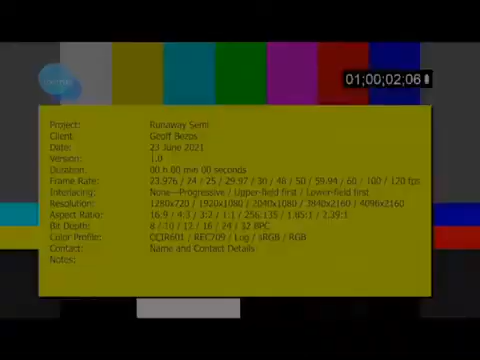 01;00;02;06
Project: Runaway Semi
Client: Geoff Bezos
Date: 23 June 2021
Version: 1.0
Duration: 00 h 00 min 00 seconds
Frame Rate: 23.976 / 24 / 25 / 29.97 / 30 / 48 / 50 / 59.94 / 60 / 100 / 120 fps
Interlacing: None—Progressive / Upper-field first / Lower-field first
Resolution: 1280x720 / 1920x1080 / 2040x1080 / 3840x2160 / 4096x2160
Aspect Ratio: 16:9 / 4:3 / 3:2 / 1:1 / 256:135 / 1.85:1 / 2.39:1
Bit Depth: 8 / 10 / 12 / 16 / 24 / 32 BPC
Color Profile: CCIR601 / REC709 / Log / sRGB / RGB
Contact: Name and Contact Details
Notes: